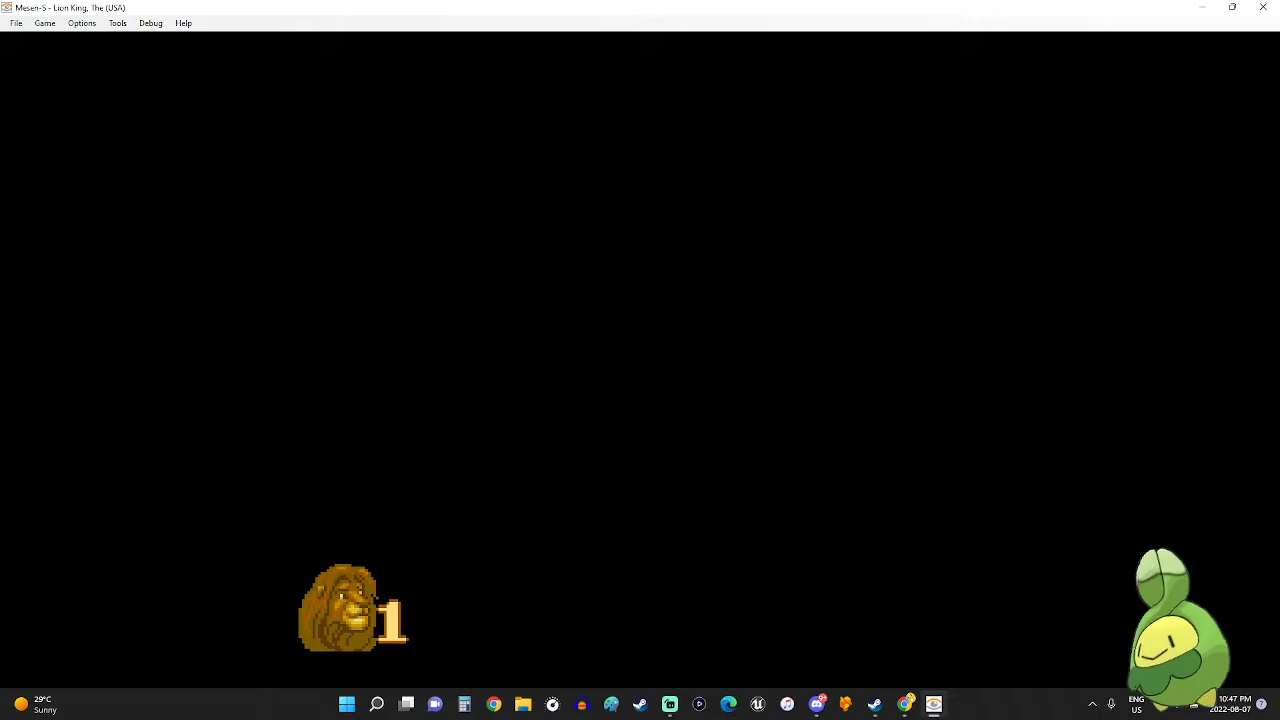 Mesen-S - Lion King, The (USA)
File Game Options Tools Debug Help
1
29°C
Sunny
ENG
US
10:47 PM
2022-08-07